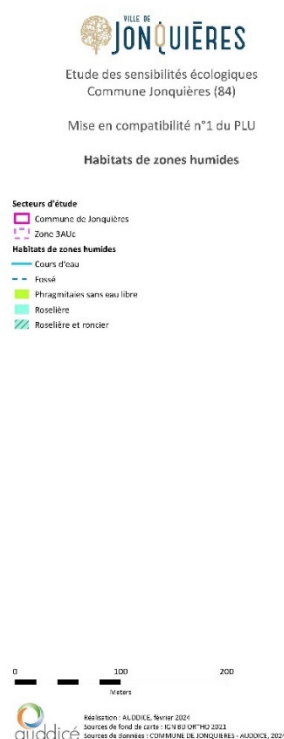 VILLE DE
JONQUIÈRES
Etude des sensibilités écologiques
Commune Jonquières (84)
Mise en compatibilité n°1 du PLU
Habitats de zones humides
Secteurs d'étude
Commune de Jonquières
Zone 3AUc
Habitats de zones humides
Cours d'eau
Fossé
Phragmitaies sans eau libre
Roselière
Roselière et roncier
0 100 200
Meters
auddicé
Réalisation : AUDDICE, février 2024
Sources de fond de carte : IGN BD ORTHO 2021
Sources de données : COMMUNE DE JONQUIERES - AUDDICE, 2024